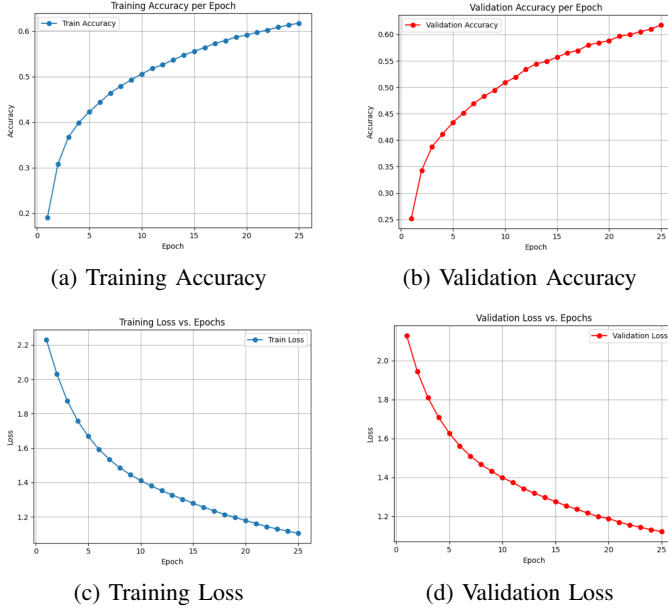 Training Accuracy per Epoch
Train Accuracy
0.6
0.5
0.4
0.3
0.2
Accuracy
0
5
10
15
20
25
Epoch
(a) Training Accuracy
Validation Accuracy per Epoch
Validation Accuracy
0.60
0.55
0.50
0.45
0.40
0.35
0.30
0.25
Accuracy
0
5
10
15
20
25
Epoch
(b) Validation Accuracy
Training Loss vs. Epochs
Train Loss
2.2
2.0
1.8
1.6
1.4
1.2
Loss
0
5
10
15
20
25
Epoch
(c) Training Loss
Validation Loss vs. Epochs
Validation Loss
2.0
1.8
1.6
1.4
1.2
Loss
0
5
10
15
20
25
Epoch
(d) Validation Loss